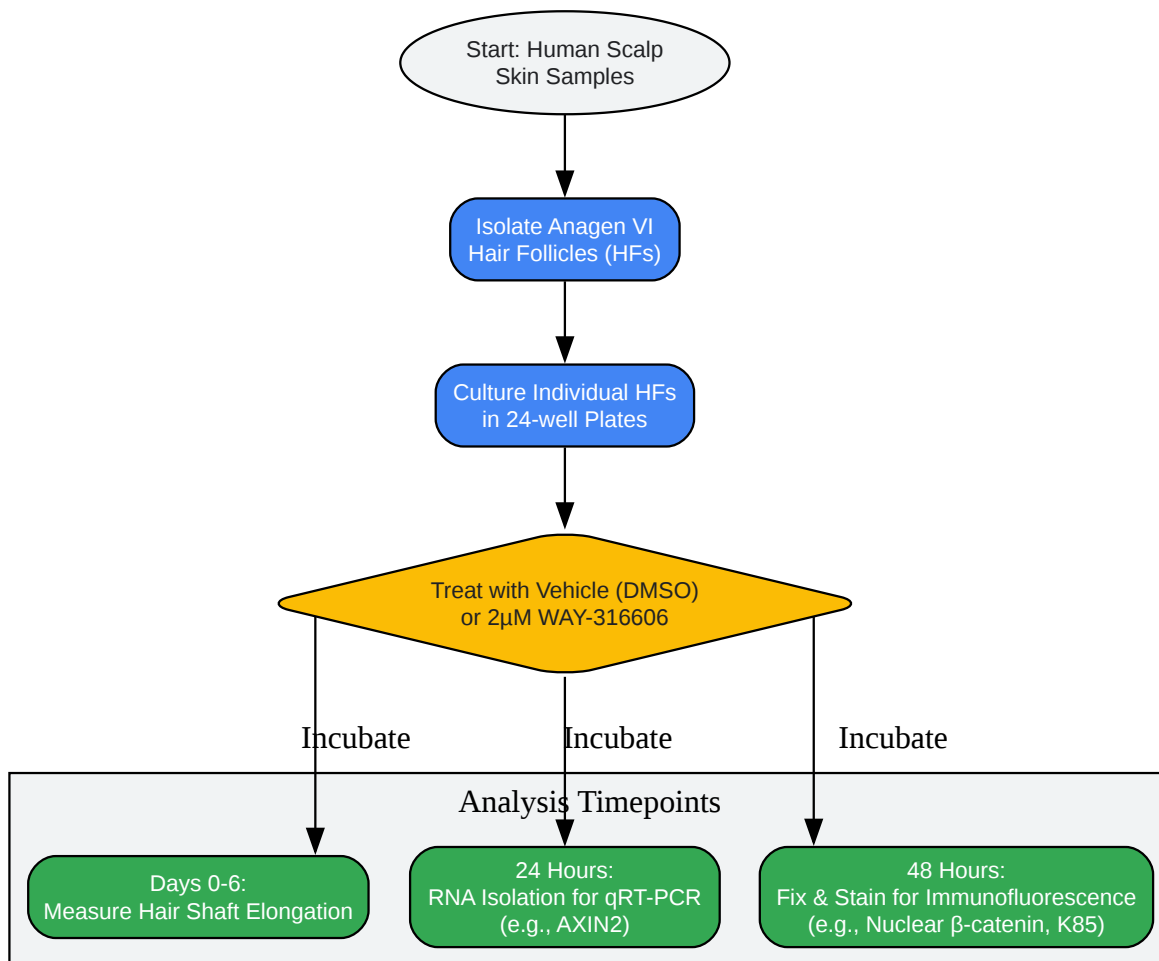 Start: Human Scalp
Skin Samples
Isolate Anagen VI
Hair Follicles (HFs)
Culture Individual HFs
in 24-well Plates
Treat with Vehicle (DMSO)
or 2µM WAY-316606
Incubate
Incubate
Incubate
Analysis Timepoints
Days 0-6:
Measure Hair Shaft Elongation
24 Hours:
RNA Isolation for qRT-PCR
(e.g., AXIN2)
48 Hours:
Fix & Stain for Immunofluorescence
(e.g., Nuclear β-catenin, K85)